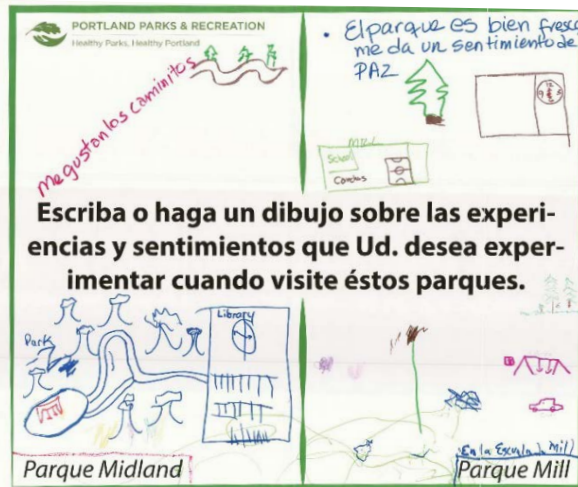 PORTLAND PARKS & RECREATION
Healthy Parks, Healthy Portland
me gustan los caminitos
• El parque es bien fresco
me da un sentimiento de
PAZ
Mill
School
Canchas
Escriba o haga un dibujo sobre las experi-
encias y sentimientos que Ud. desea exper-
imentar cuando visite éstos parques.
Park
Library
En la Escuela Mill
Parque Midland
Parque Mill